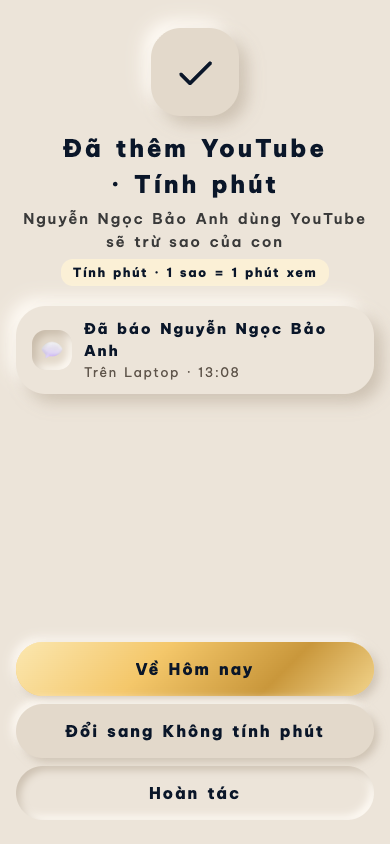 Đã thêm YouTube
· Tính phút
Nguyễn Ngọc Bảo Anh dùng YouTube
sẽ trừ sao của con
Tính phút · 1 sao = 1 phút xem
Đã báo Nguyễn Ngọc Bảo
Anh
Trên Laptop · 13:08
Về Hôm nay
Đổi sang Không tính phút
Hoàn tác